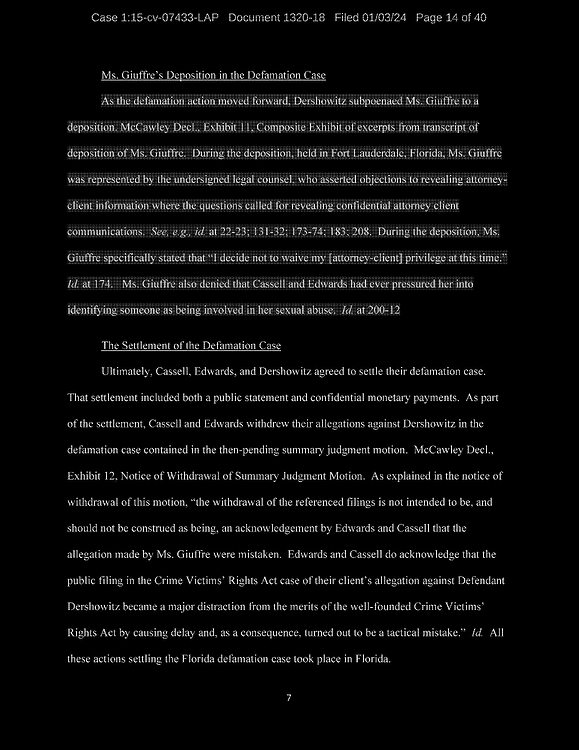 Case 1:15-cv-07433-LAP Document 1320-18 Filed 01/03/24 Page 14 of 40
Ms. Giuffre's Deposition in the Defamation Case
As the defamation action moved forward, Dershowitz subpoenaed Ms. Giuffre to a
deposition. McCawley Decl., Exhibit 11, Composite Exhibit of excerpts from transcript of
deposition of Ms. Giuffre. During the deposition, held in Fort Lauderdale, Florida, Ms. Giuffre
was represented by the undersigned legal counsel, who asserted objections to revealing attorney-
client information where the questions called for revealing confidential attorney client
communications. See, e.g., id. at 22-23; 131-32; 173-74; 183; 208. During the deposition, Ms.
Giuffre specifically stated that “I decide not to waive my [attorney-client] privilege at this time.”
Id. at 174. Ms. Giuffre also denied that Cassell and Edwards had ever pressured her into
identifying someone as being involved in her sexual abuse. Id. at 200-12
The Settlement of the Defamation Case
Ultimately, Cassell, Edwards, and Dershowitz agreed to settle their defamation case.
That settlement included both a public statement and confidential monetary payments. As part
of the settlement, Cassell and Edwards withdrew their allegations against Dershowitz in the
defamation case contained in the then-pending summary judgment motion. McCawley Decl.,
Exhibit 12, Notice of Withdrawal of Summary Judgment Motion. As explained in the notice of
withdrawal of this motion, “the withdrawal of the referenced filings is not intended to be, and
should not be construed as being, an acknowledgement by Edwards and Cassell that the
allegation made by Ms. Giuffre were mistaken. Edwards and Cassell do acknowledge that the
public filing in the Crime Victims’ Rights Act case of their client’s allegation against Defendant
Dershowitz became a major distraction from the merits of the well-founded Crime Victims’
Rights Act by causing delay and, as a consequence, turned out to be a tactical mistake.” Id. All
these actions settling the Florida defamation case took place in Florida.
7